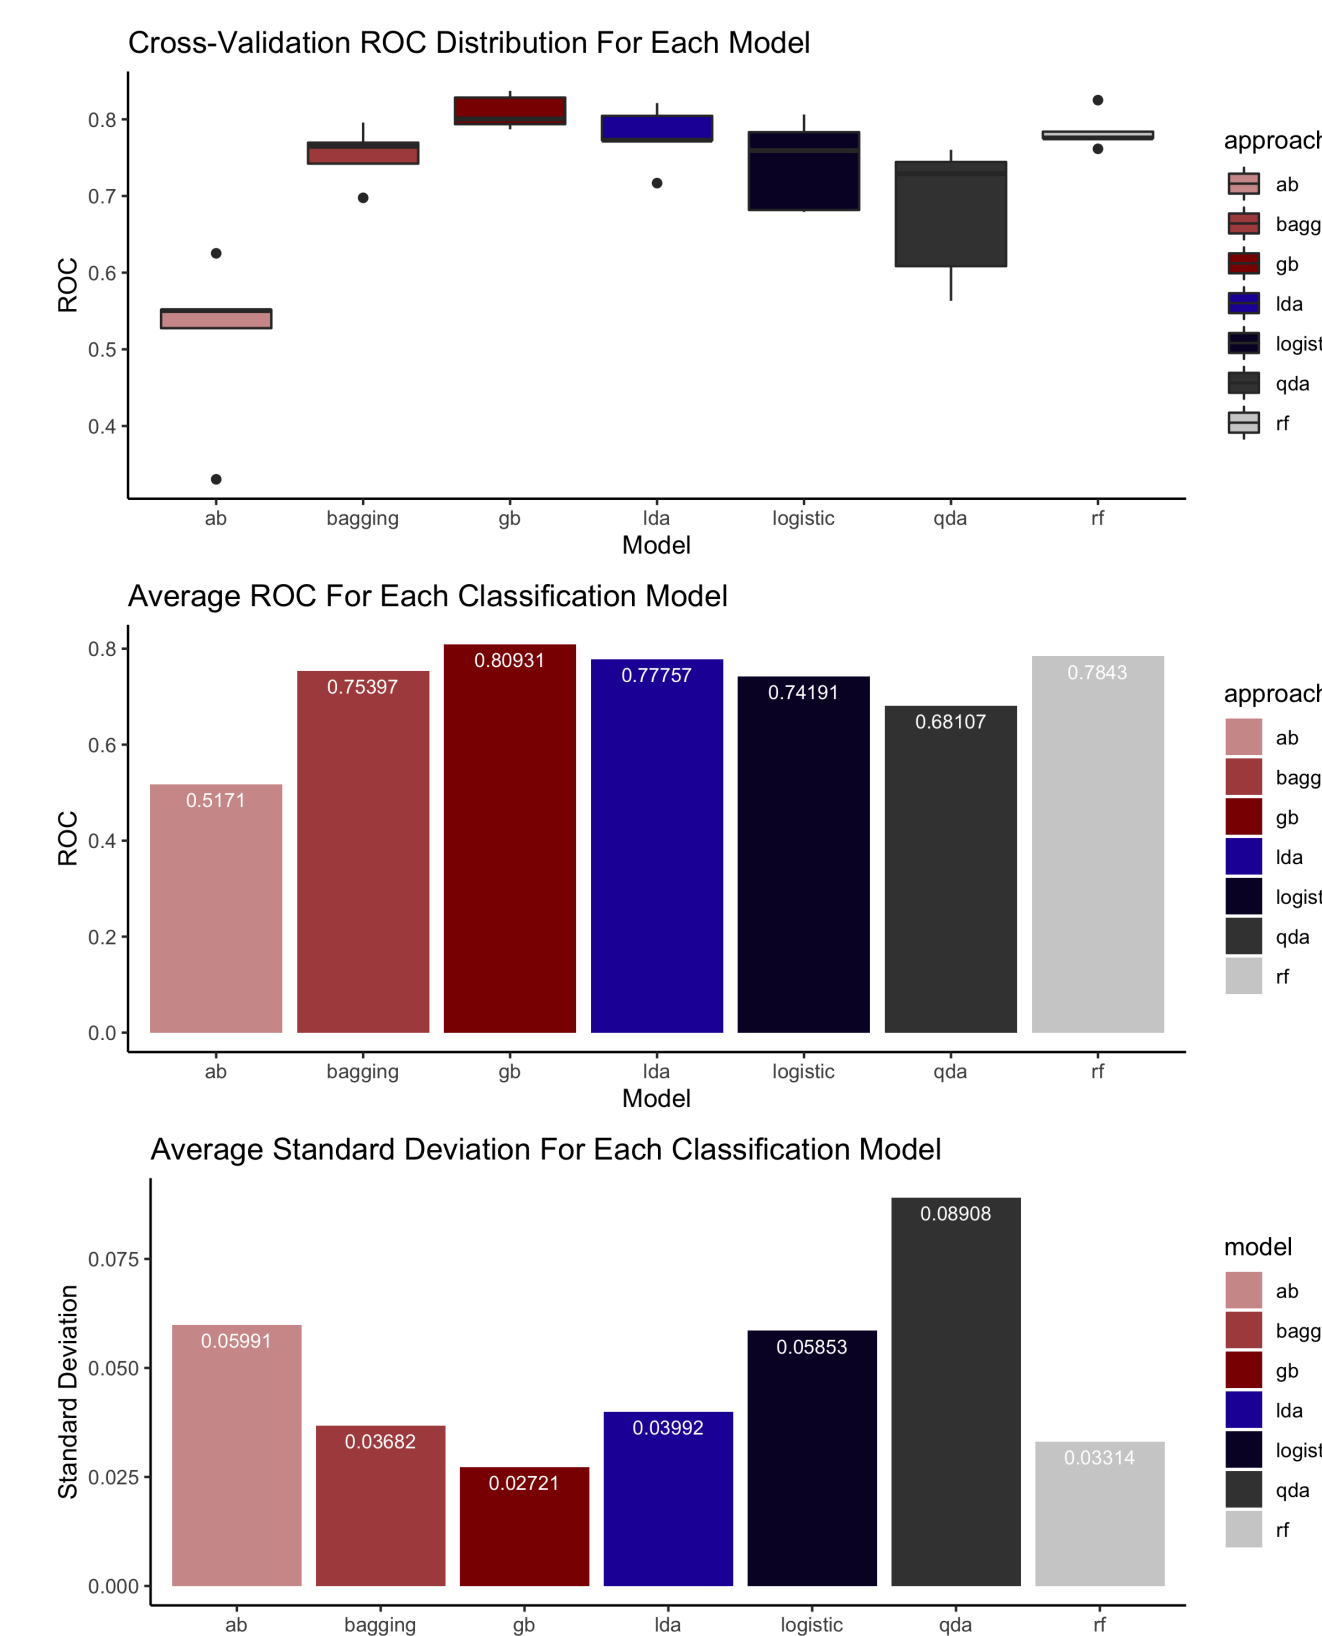 Cross-Validation ROC Distribution For Each Model
ROC
0.8
0.7
0.6
0.5
0.4
ab bagging gb lda logistic qda rf
Model
approach
ab
bagg
gb
lda
logist
qda
rf
Average ROC For Each Classification Model
ROC
0.8
0.6
0.4
0.2
0.0
0.5171 0.75397 0.80931 0.77757 0.74191 0.68107 0.7843
ab bagging gb lda logistic qda rf
Model
approach
ab
bagg
gb
lda
logist
qda
rf
Average Standard Deviation For Each Classification Model
Standard Deviation
0.075
0.050
0.025
0.000
0.05991 0.03682 0.02721 0.03992 0.05853 0.08908 0.03314
ab bagging gb lda logistic qda rf
model
ab
bagg
gb
lda
logist
qda
rf